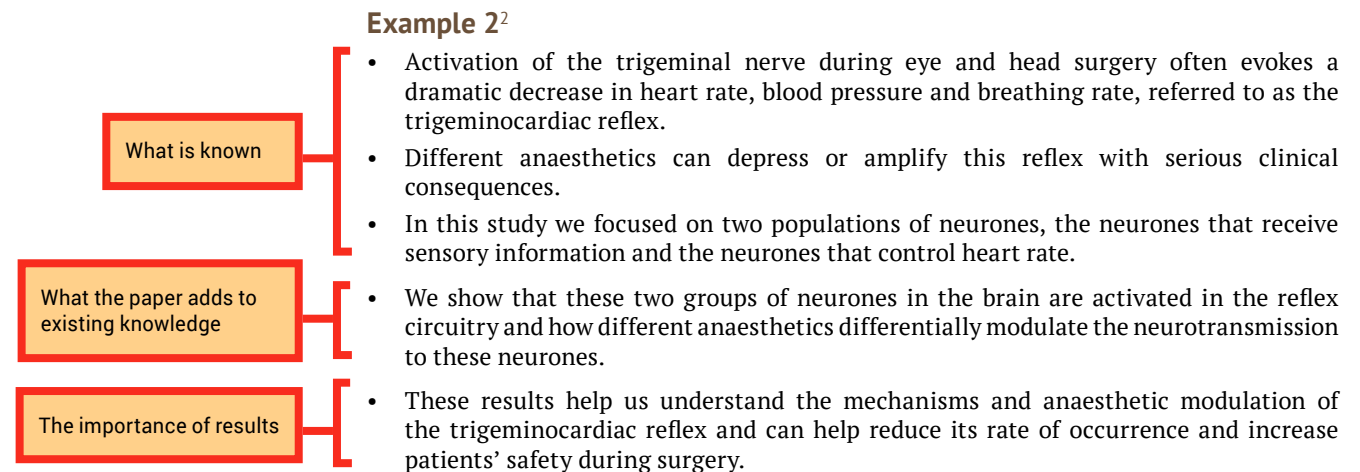 Example 2²
What is known
• Activation of the trigeminal nerve during eye and head surgery often evokes a
dramatic decrease in heart rate, blood pressure and breathing rate, referred to as the
trigeminocardiac reflex.
• Different anaesthetics can depress or amplify this reflex with serious clinical
consequences.
• In this study we focused on two populations of neurones, the neurones that receive
sensory information and the neurones that control heart rate.
What the paper adds to
existing knowledge
• We show that these two groups of neurones in the brain are activated in the reflex
circuitry and how different anaesthetics differentially modulate the neurotransmission
to these neurones.
The importance of results
• These results help us understand the mechanisms and anaesthetic modulation of
the trigeminocardiac reflex and can help reduce its rate of occurrence and increase
patients’ safety during surgery.